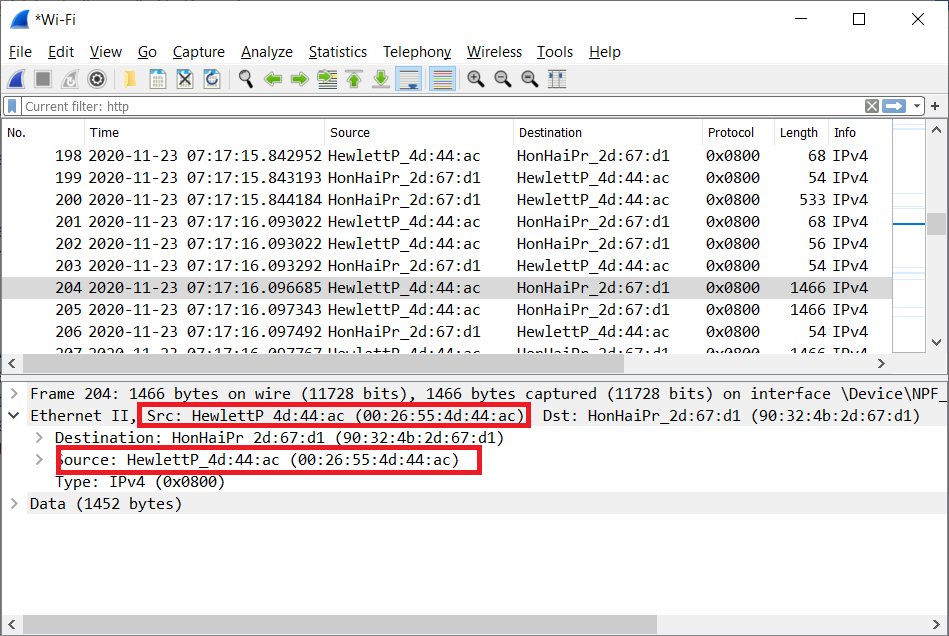 *Wi-Fi
File Edit View Go Capture Analyze Statistics Telephony Wireless Tools Help
Current filter: http
No. Time Source Destination Protocol Length Info
198 2020-11-23 07:17:15.842952 HewlettP_4d:44:ac HonHaiPr_2d:67:d1 0x0800 68 IPv4
199 2020-11-23 07:17:15.843193 HonHaiPr_2d:67:d1 HewlettP_4d:44:ac 0x0800 54 IPv4
200 2020-11-23 07:17:15.844184 HonHaiPr_2d:67:d1 HewlettP_4d:44:ac 0x0800 533 IPv4
201 2020-11-23 07:17:16.093022 HewlettP_4d:44:ac HonHaiPr_2d:67:d1 0x0800 68 IPv4
202 2020-11-23 07:17:16.093022 HewlettP_4d:44:ac HonHaiPr_2d:67:d1 0x0800 56 IPv4
203 2020-11-23 07:17:16.093292 HonHaiPr_2d:67:d1 HewlettP_4d:44:ac 0x0800 54 IPv4
204 2020-11-23 07:17:16.096685 HewlettP_4d:44:ac HonHaiPr_2d:67:d1 0x0800 1466 IPv4
205 2020-11-23 07:17:16.097343 HewlettP_4d:44:ac HonHaiPr_2d:67:d1 0x0800 1466 IPv4
206 2020-11-23 07:17:16.097492 HonHaiPr_2d:67:d1 HewlettP_4d:44:ac 0x0800 54 IPv4
Frame 204: 1466 bytes on wire (11728 bits), 1466 bytes captured (11728 bits) on interface \Device\NPF_
Ethernet II, Src: HewlettP_4d:44:ac (00:26:55:4d:44:ac) Dst: HonHaiPr_2d:67:d1 (90:32:4b:2d:67:d1)
Destination: HonHaiPr_2d:67:d1 (90:32:4b:2d:67:d1)
Source: HewlettP_4d:44:ac (00:26:55:4d:44:ac)
Type: IPv4 (0x0800)
Data (1452 bytes)